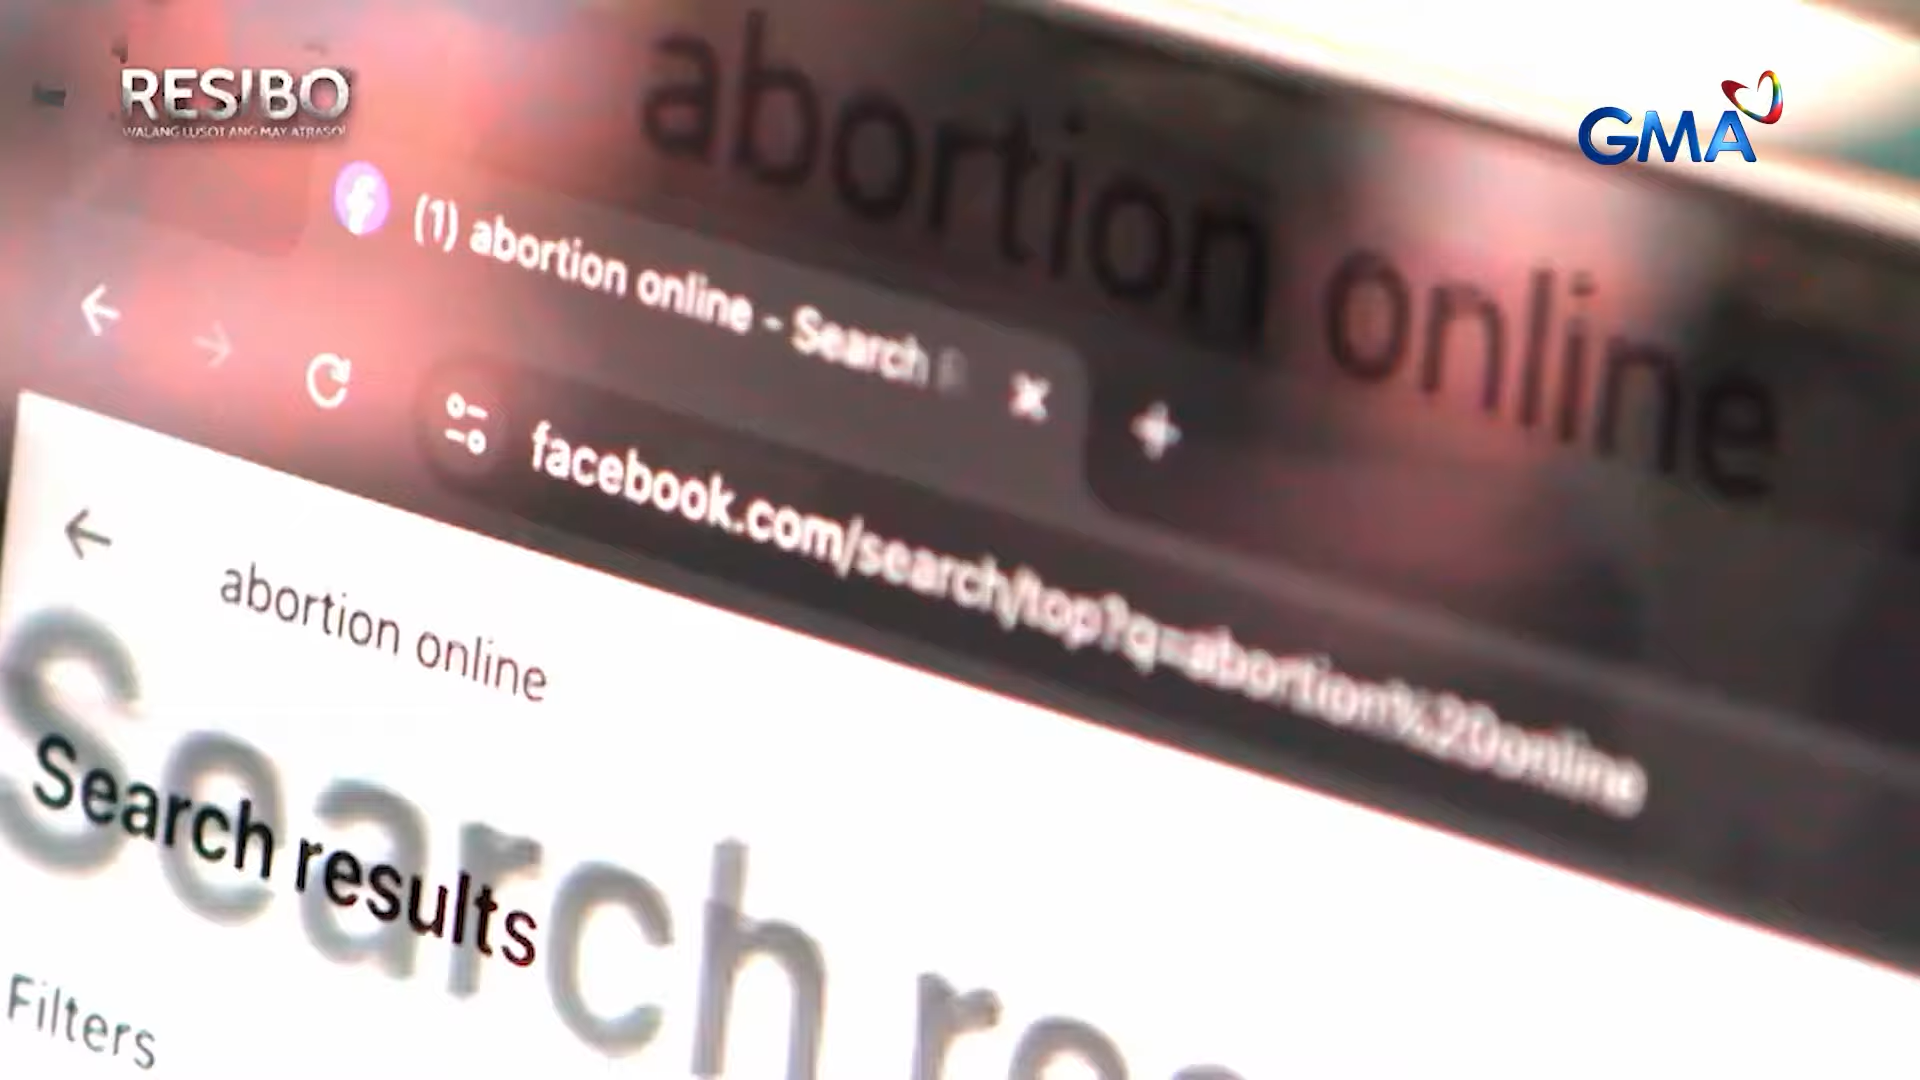 RESIBO
WALANG LUSOT ANG MAY ATRASO!
GMA
abortion online
(1) abortion online - Search
facebook.com/search/top?q=abortion%20online
abortion online
Search results
Search
Filters